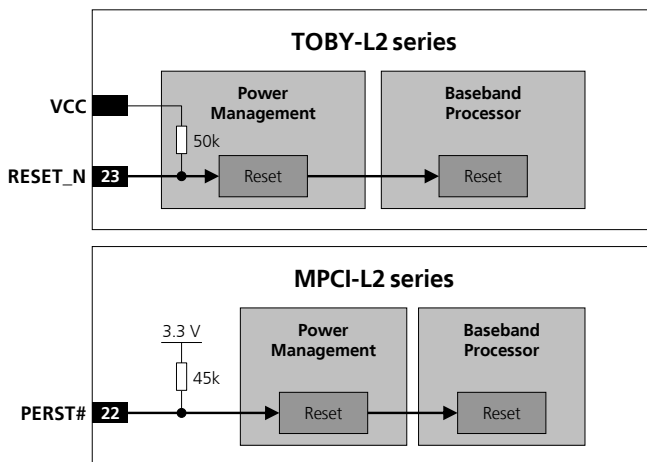 TOBY-L2 series
VCC
Power
Management
Baseband
Processor
50k
RESET_N
23
Reset
Reset
MPCI-L2 series
3.3 V
Power
Management
Baseband
Processor
45k
PERST#
22
Reset
Reset